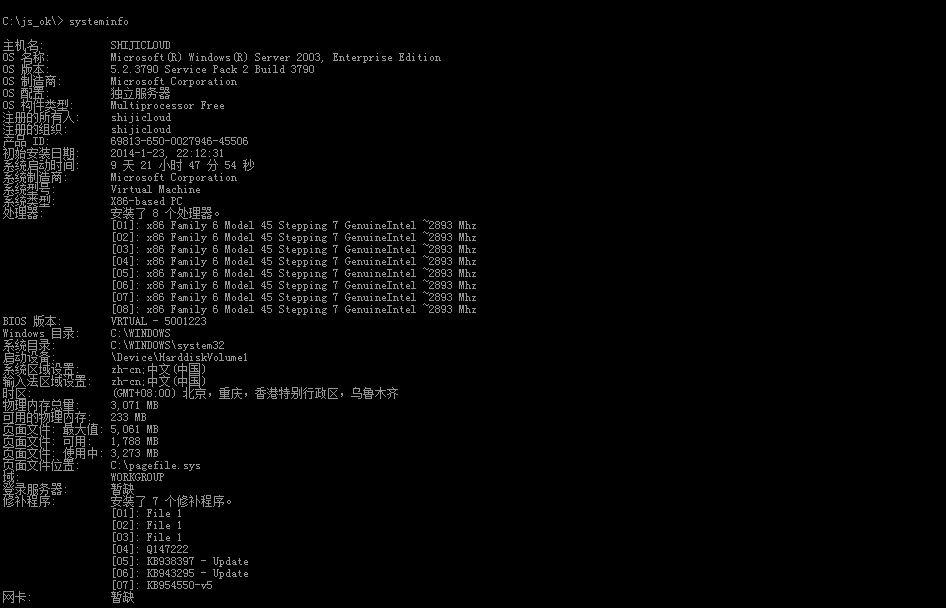 C:\js_ok\> systeminfo
主机名: SHIJICLOUD
OS 名称: Microsoft(R) Windows(R) Server 2003, Enterprise Edition
OS 版本: 5.2.3790 Service Pack 2 Build 3790
OS 制造商: Microsoft Corporation
OS 配置: 独立服务器
OS 构件类型: Multiprocessor Free
注册的所有人: shijicloud
注册的组织: shijicloud
产品 ID: 69813-650-0027946-45506
初始安装日期: 2014-1-23, 22:12:31
系统启动时间: 9 天 21 小时 47 分 54 秒
系统制造商: Microsoft Corporation
系统型号: Virtual Machine
系统类型: X86-based PC
处理器: 安装了 8 个处理器。
[01]: x86 Family 6 Model 45 Stepping 7 GenuineIntel ~2893 Mhz
[02]: x86 Family 6 Model 45 Stepping 7 GenuineIntel ~2893 Mhz
[03]: x86 Family 6 Model 45 Stepping 7 GenuineIntel ~2893 Mhz
[04]: x86 Family 6 Model 45 Stepping 7 GenuineIntel ~2893 Mhz
[05]: x86 Family 6 Model 45 Stepping 7 GenuineIntel ~2893 Mhz
[06]: x86 Family 6 Model 45 Stepping 7 GenuineIntel ~2893 Mhz
[07]: x86 Family 6 Model 45 Stepping 7 GenuineIntel ~2893 Mhz
[08]: x86 Family 6 Model 45 Stepping 7 GenuineIntel ~2893 Mhz
BIOS 版本: VRTUAL - 5001223
Windows 目录: C:\WINDOWS
系统目录: C:\WINDOWS\system32
启动设备: \Device\HarddiskVolume1
系统区域设置: zh-cn;中文(中国)
输入法区域设置: zh-cn;中文(中国)
时区: (GMT+08:00) 北京，重庆，香港特别行政区，乌鲁木齐
物理内存总量: 3,071 MB
可用的物理内存: 233 MB
页面文件: 最大值: 5,061 MB
页面文件: 可用: 1,788 MB
页面文件: 使用中: 3,273 MB
页面文件位置: C:\pagefile.sys
域: WORKGROUP
登录服务器: 暂缺
修补程序: 安装了 7 个修补程序。
[01]: File 1
[02]: File 1
[03]: File 1
[04]: Q147222
[05]: KB938397 - Update
[06]: KB943295 - Update
[07]: KB954550-v5
网卡: 暂缺